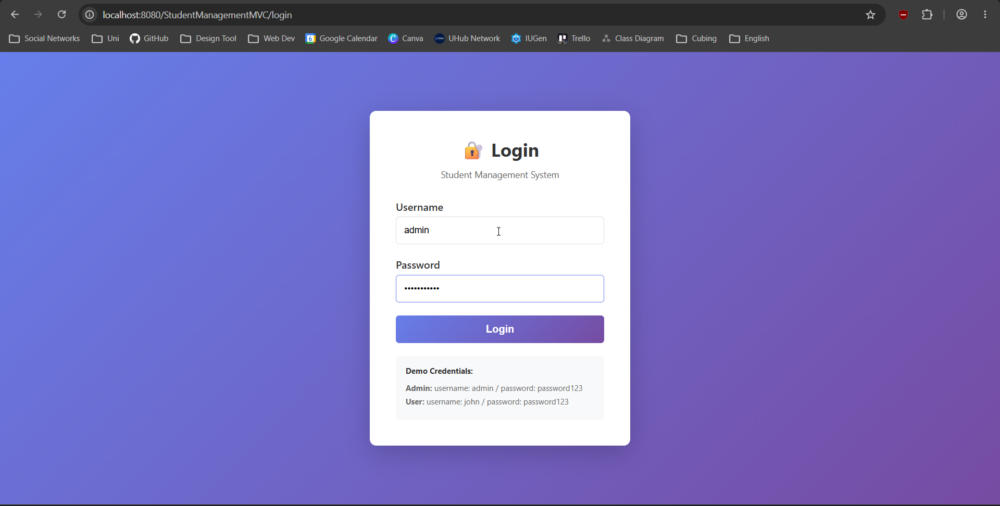 localhost:8080/StudentManagementMVC/login
Social Networks Uni GitHub Design Tool Web Dev 6 Google Calendar C Canva UHub Network IUGen Trello Class Diagram Cubing English
Login
Student Management System
Username
admin
Password
•••••••••••
Login
Demo Credentials:
Admin: username: admin / password: password123
User: username: john / password: password123